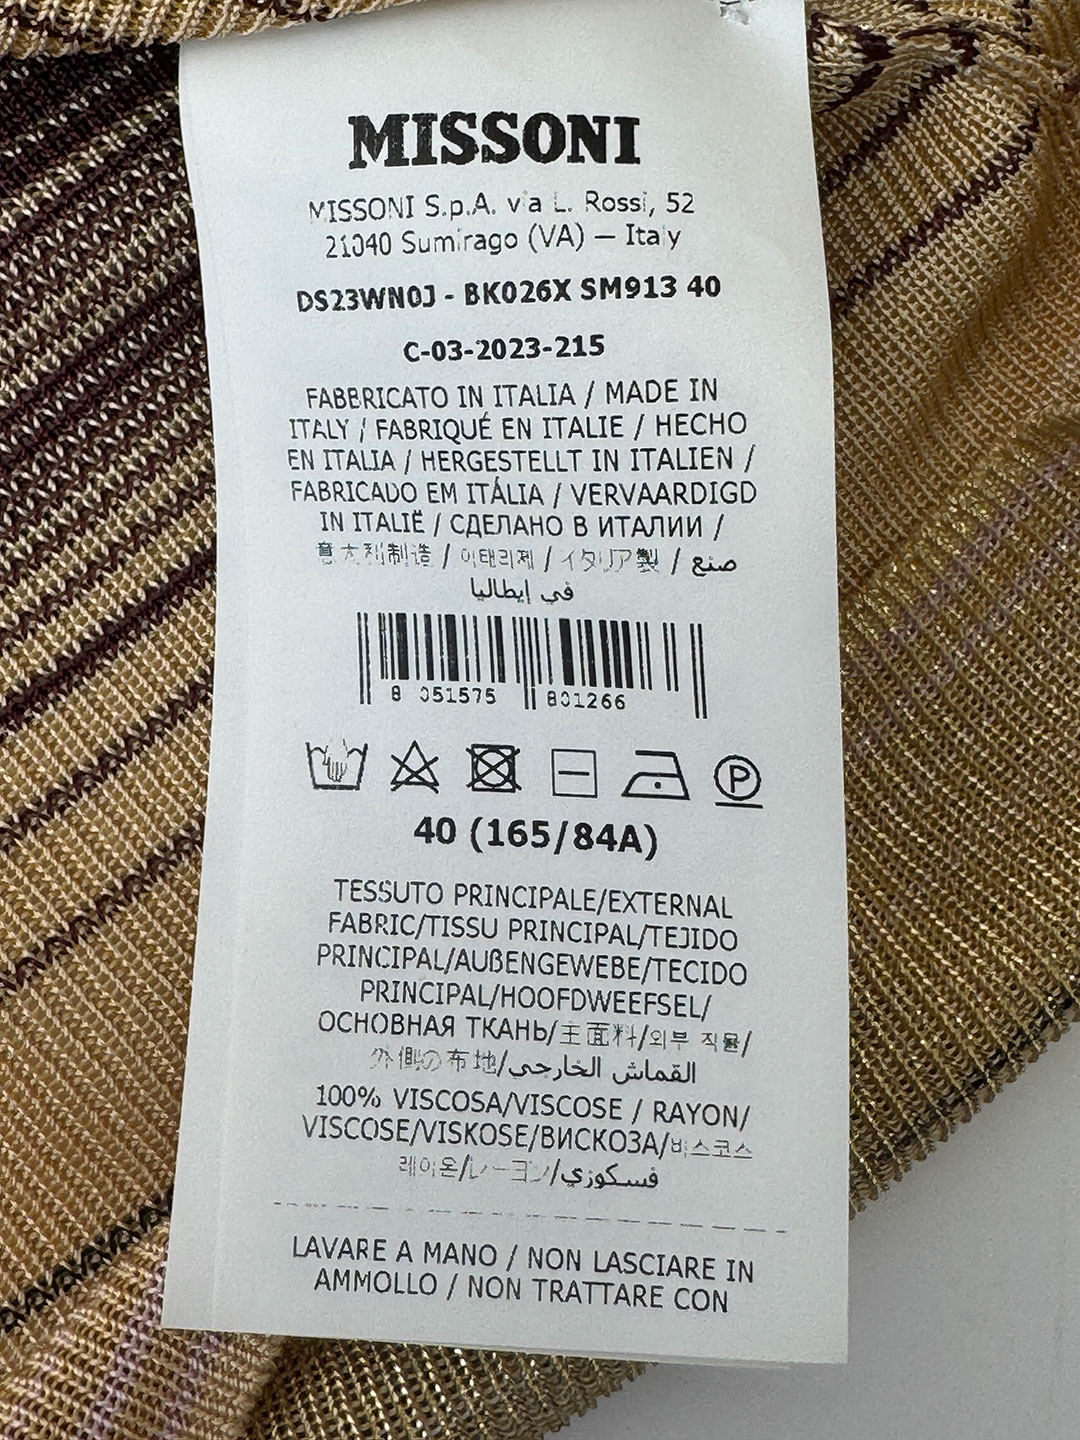 MISSONI
MISSONI S.p.A. via L. Rossi, 52
21040 Sumirago (VA) — Italy
DS23WN0J - BK026X SM913 40
C-03-2023-215
FABBRICATO IN ITALIA / MADE IN
ITALY / FABRIQUÉ EN ITALIE / HECHO
EN ITALIA / HERGESTELLT IN ITALIEN /
FABRICADO EM ITÁLIA / VERVAARDIGD
IN ITALIË / СДЕЛАНО В ИТАЛИИ /
意大利制造 / 이태리제 / イタリア製 / صنع
في إيطاليا
8 051575 801266
P
40 (165/84A)
TESSUTO PRINCIPALE/EXTERNAL
FABRIC/TISSU PRINCIPAL/TEJIDO
PRINCIPAL/AUßENGEWEBE/TECIDO
PRINCIPAL/HOOFDWEEFSEL/
ОСНОВНАЯ ТКАНЬ/主面料/외부 직물/
外側の布地/القماش الخارجي
100% VISCOSA/VISCOSE / RAYON/
VISCOSE/VISKOSE/ВИСКОЗА/비스코스
레이온/レーヨン/فسكوزي
LAVARE A MANO / NON LASCIARE IN
AMMOLLO / NON TRATTARE CON